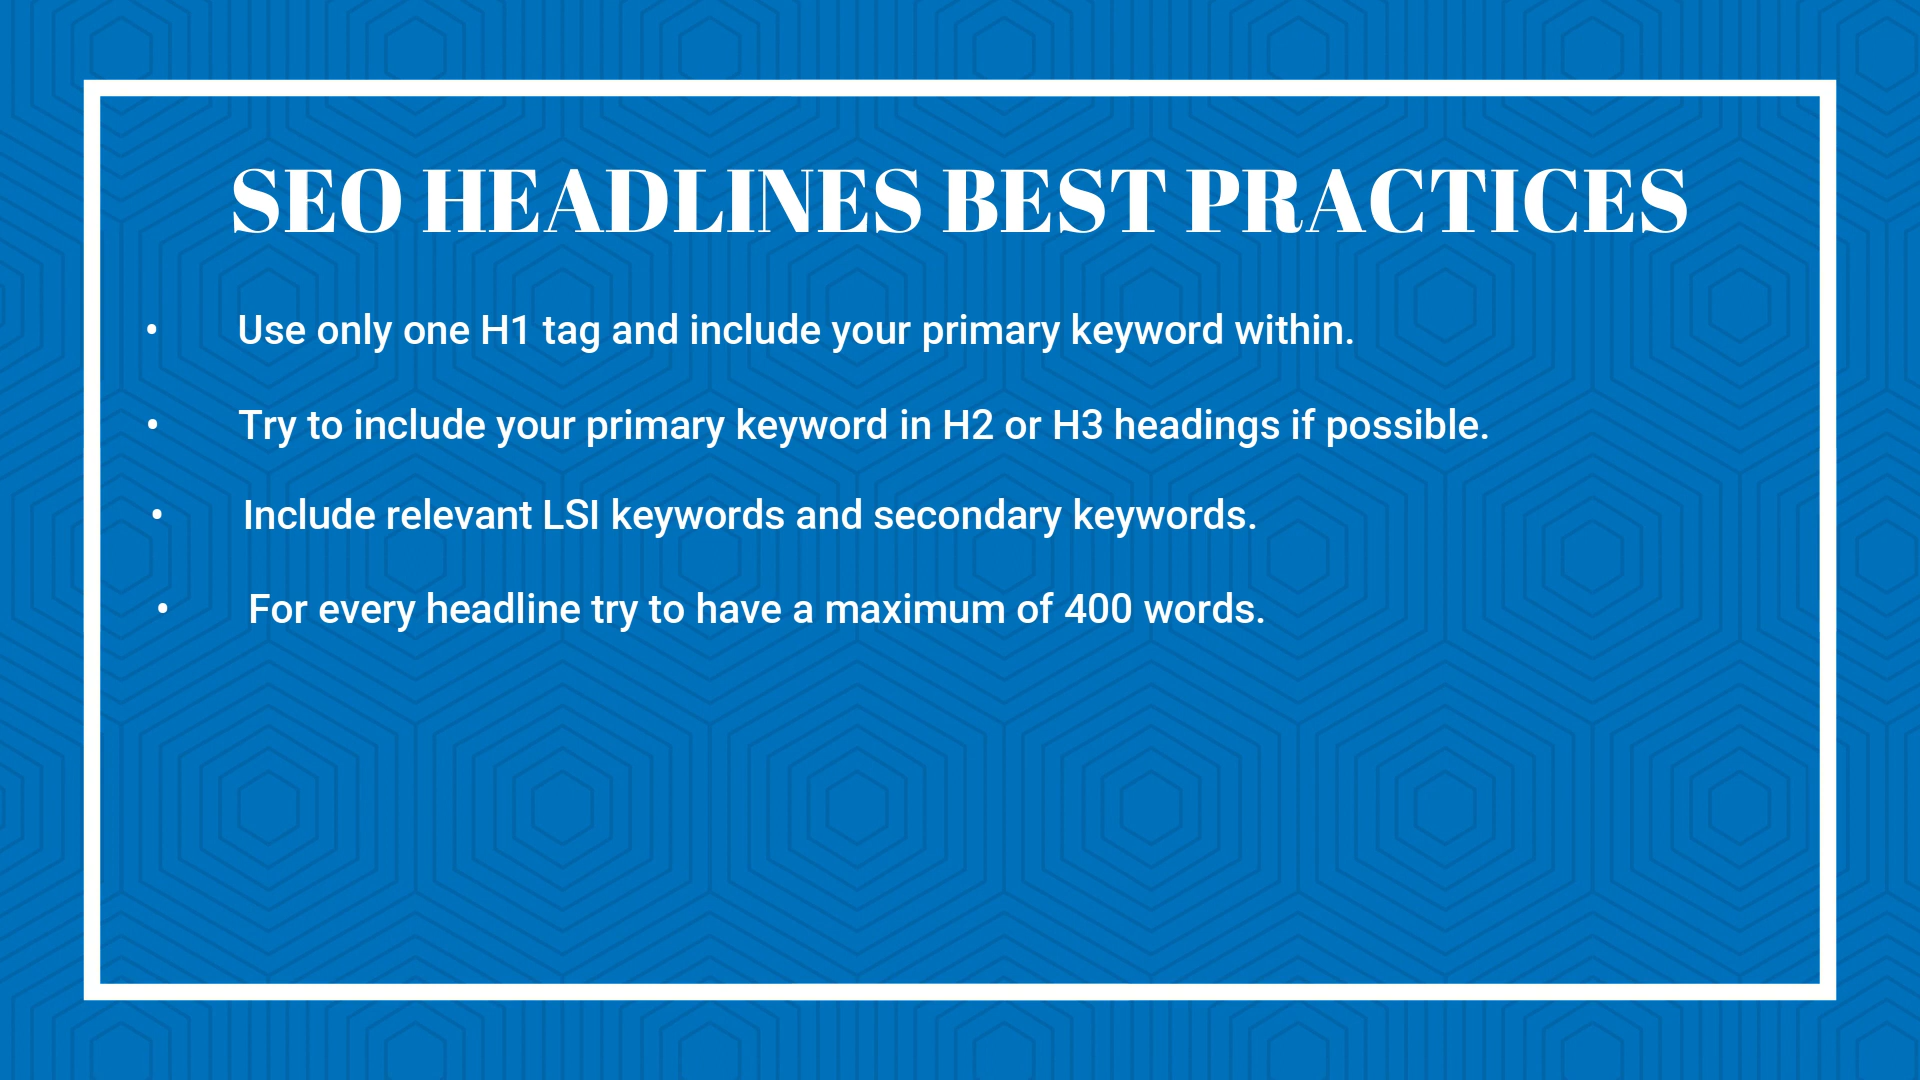 SEO HEADLINES BEST PRACTICES
• Use only one H1 tag and include your primary keyword within.
• Try to include your primary keyword in H2 or H3 headings if possible.
• Include relevant LSI keywords and secondary keywords.
• For every headline try to have a maximum of 400 words.